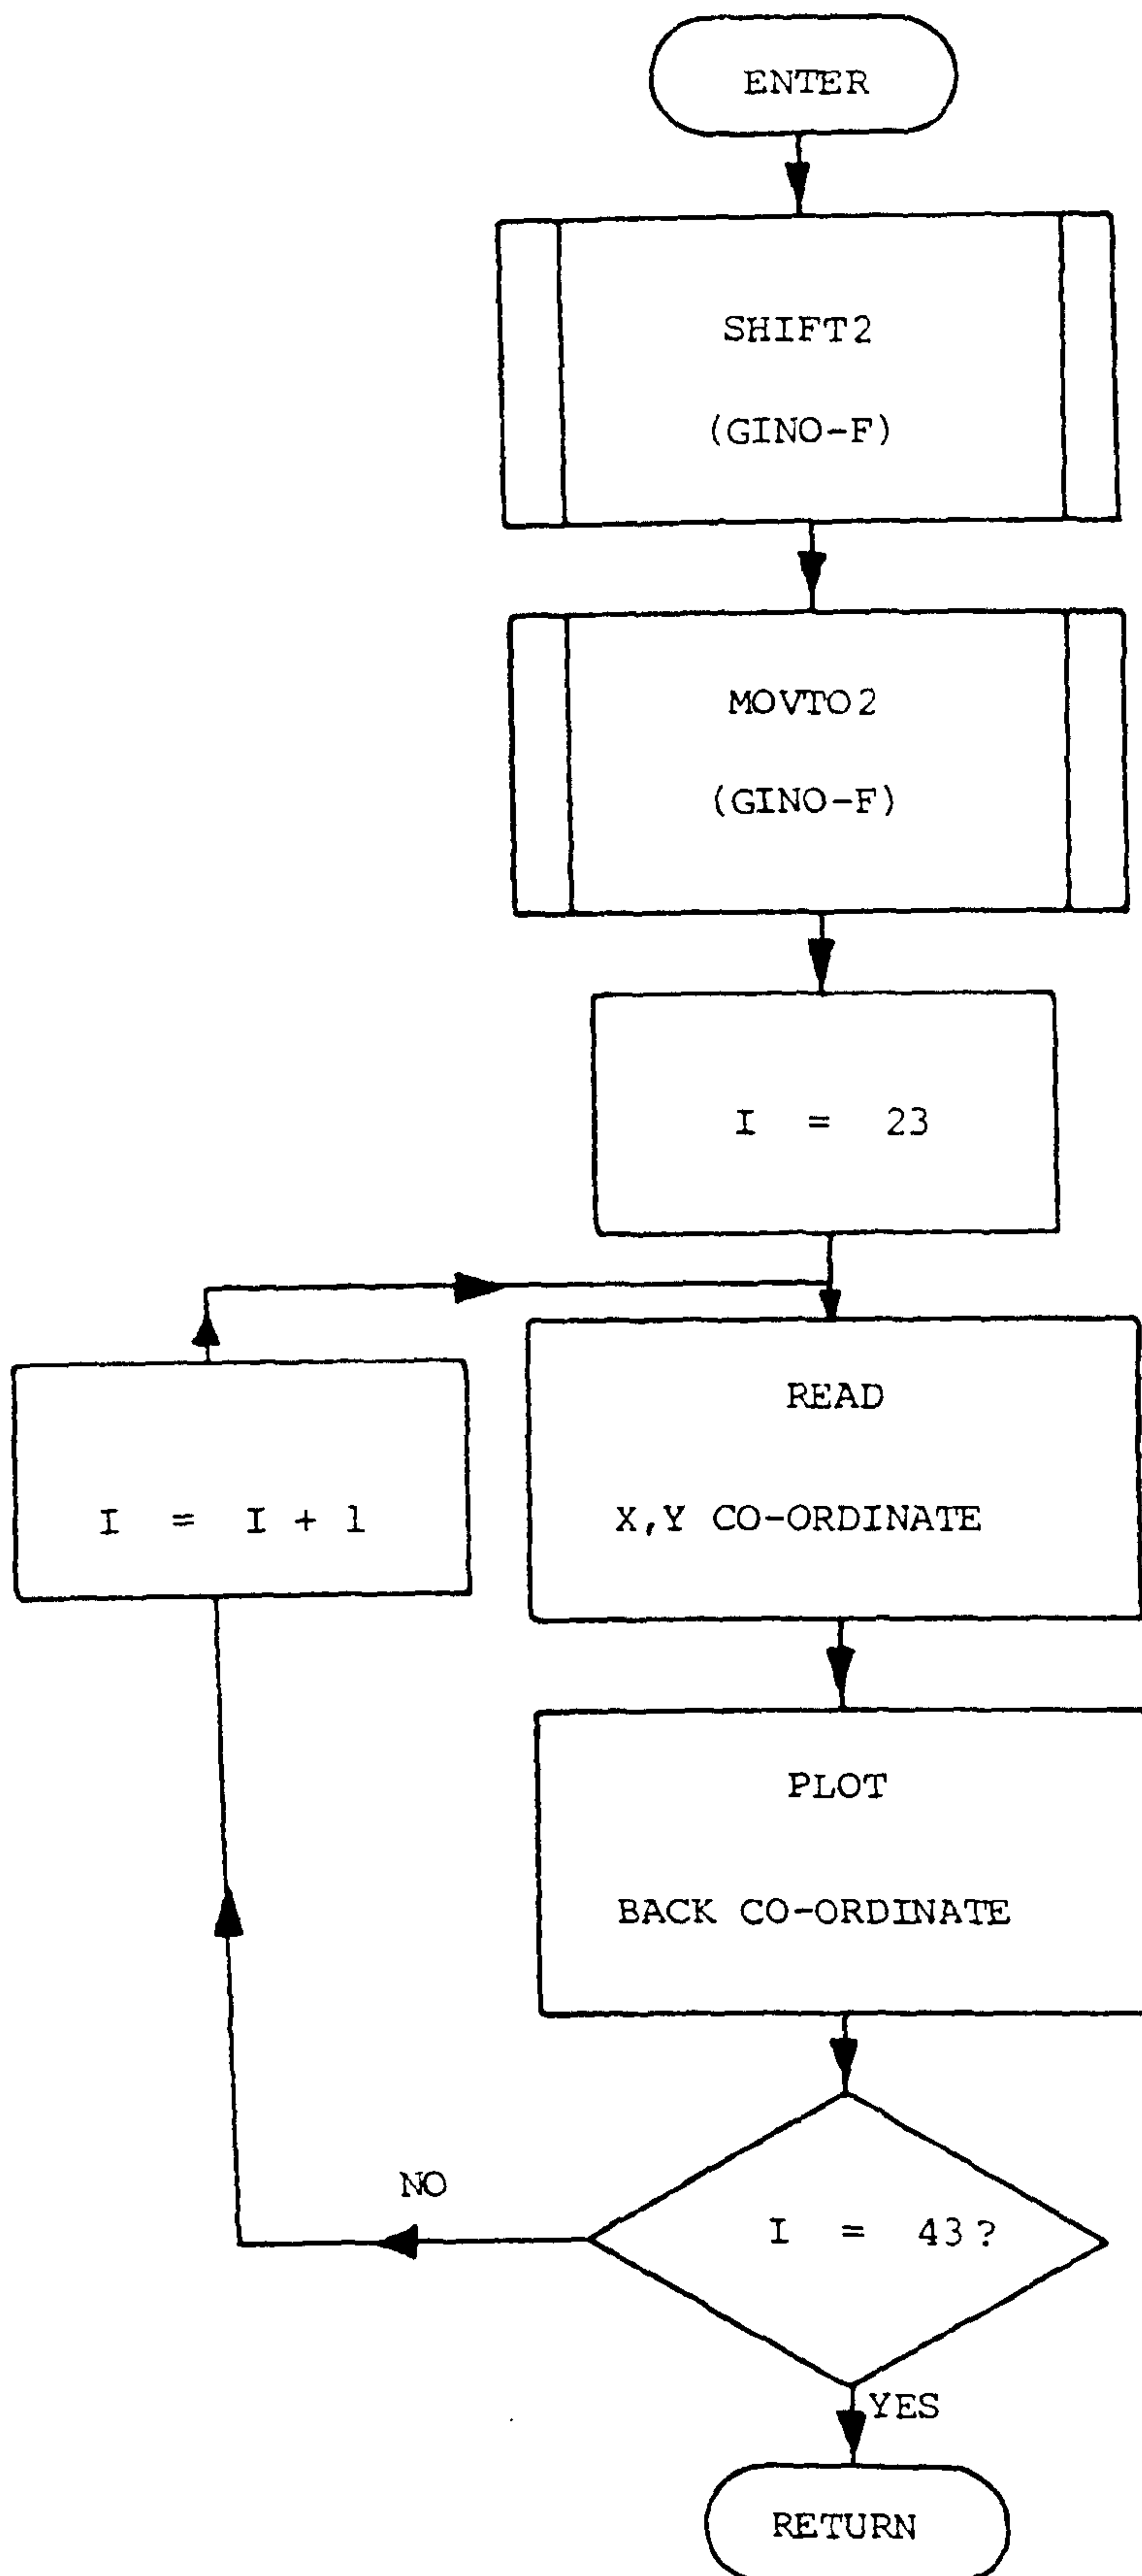 ENTER
SHIFT2
(GINO-F)
MOVTO2
(GINO-F)
I = 23
READ
X,Y CO-ORDINATE
I = I + 1
PLOT
BACK CO-ORDINATE
NO
I = 43?
YES
RETURN